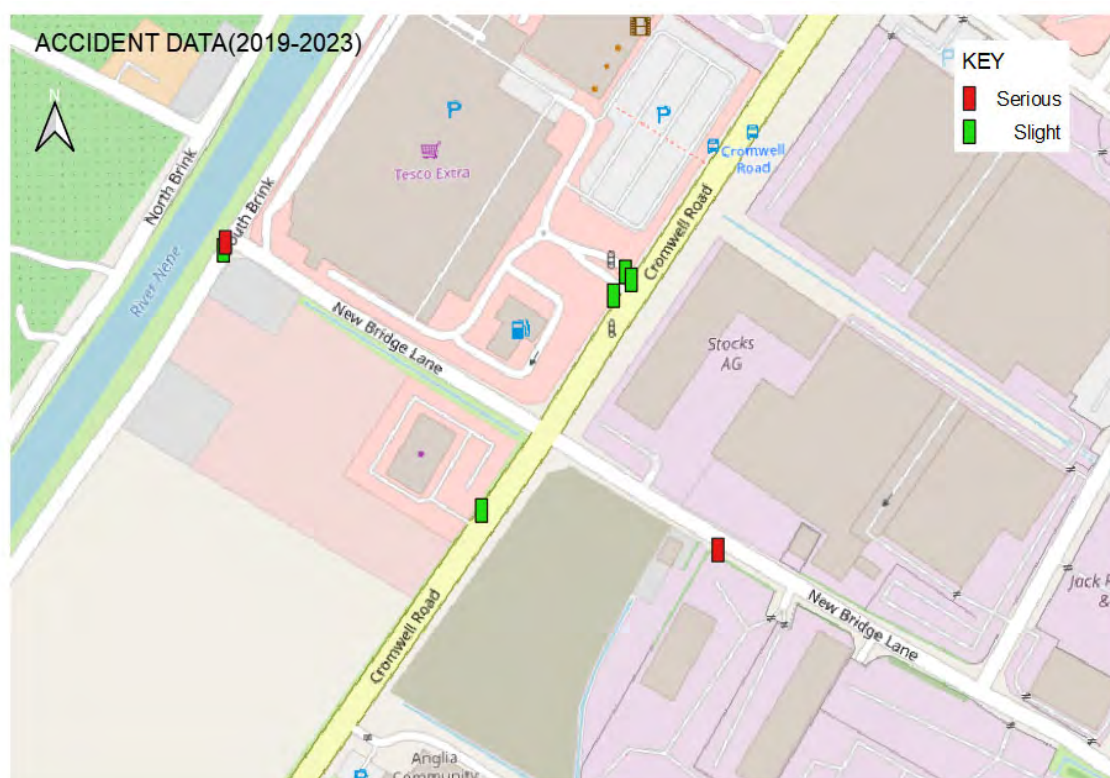 ACCIDENT DATA(2019-2023)
KEY
Serious
Slight
N
P
P
P
Tesco Extra
Cromwell
Road
North Brink
outh Brink
River Nene
Cromwell Road
New Bridge Lane
Stocks
AG
Jack
&
New Bridge Lane
Cromwell Road
Anglia
Community
P